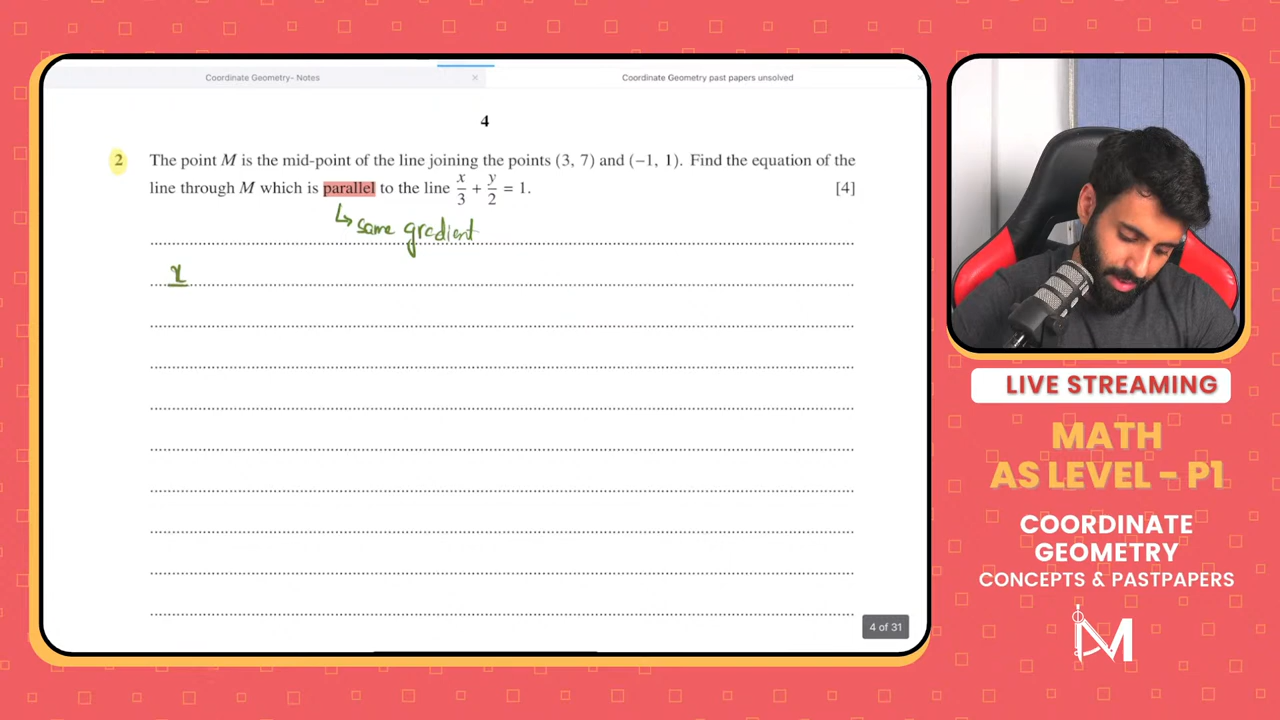 Coordinate Geometry- Notes
×
Coordinate Geometry past papers unsolved
×
4
2 The point M is the mid-point of the line joining the points (3, 7) and (−1, 1). Find the equation of the
line through M which is parallel to the line x/3 + y/2 = 1. [4]
↳ same gradient
x
4 of 31
LIVE STREAMING
MATH
AS LEVEL - P1
COORDINATE
GEOMETRY
CONCEPTS & PASTPAPERS
M